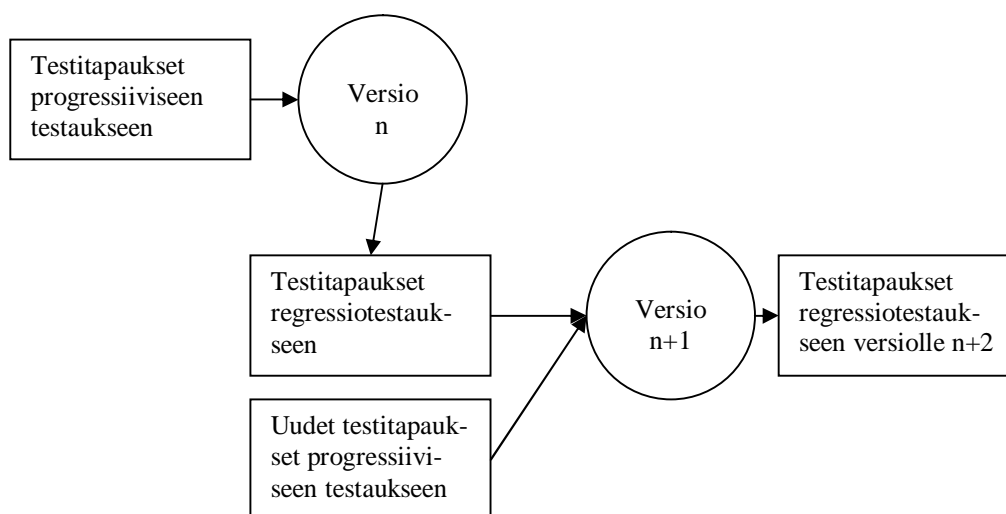 Testitapaukset
progressiiviseen
testaukseen
Versio
n
Testitapaukset
regressiotestauk-
seen
Versio
n+1
Testitapaukset
regressiotestauk-
seen versiolle n+2
Uudet testitapauk-
set progressiivi-
seen testaukseen